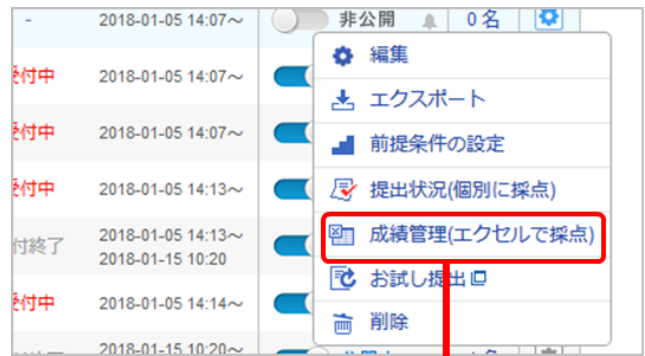 - 2018-01-05 14:07～ 非公開 0名
編集
受付中 2018-01-05 14:07～
エクスポート
受付中 2018-01-05 14:07～
前提条件の設定
受付中 2018-01-05 14:13～
提出状況(個別に採点)
成績管理(エクセルで採点)
付終了 2018-01-05 14:13～
2018-01-15 10:20
お試し提出
受付中 2018-01-05 14:14～
削除
2018-01-15 10:20～